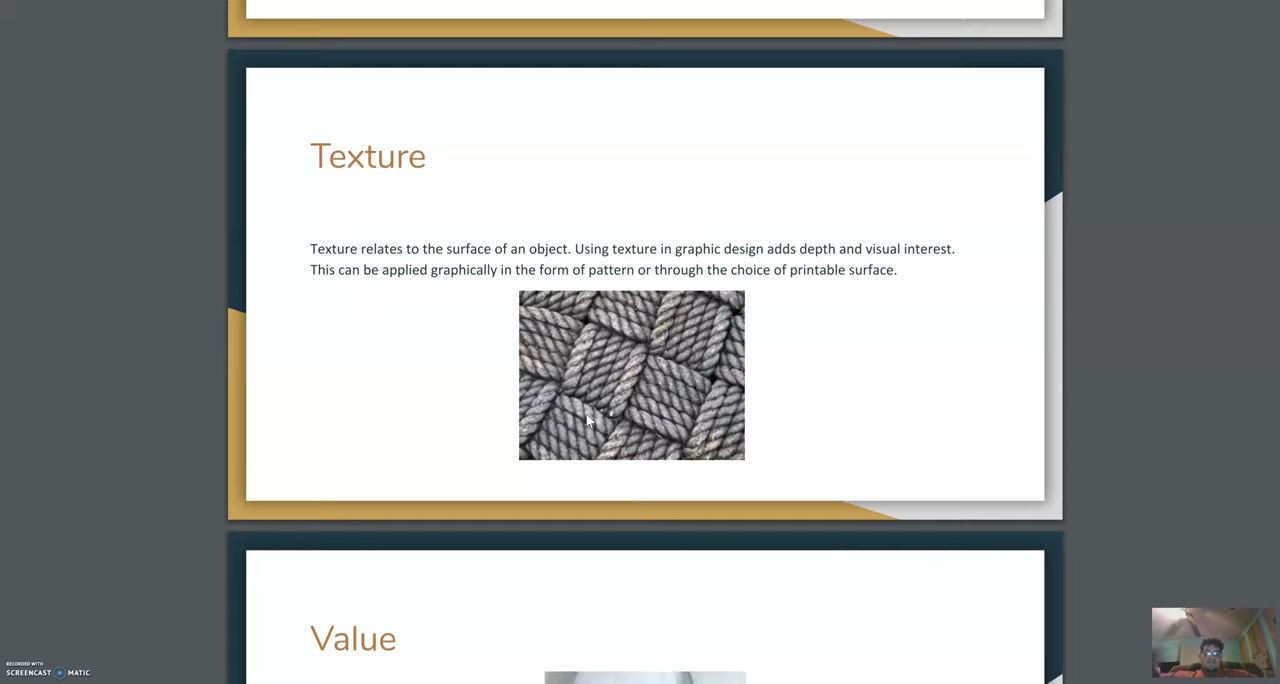 Texture
Texture relates to the surface of an object. Using texture in graphic design adds depth and visual interest.
This can be applied graphically in the form of pattern or through the choice of printable surface.
Value
RECORDED WITH
SCREENCAST MATIC